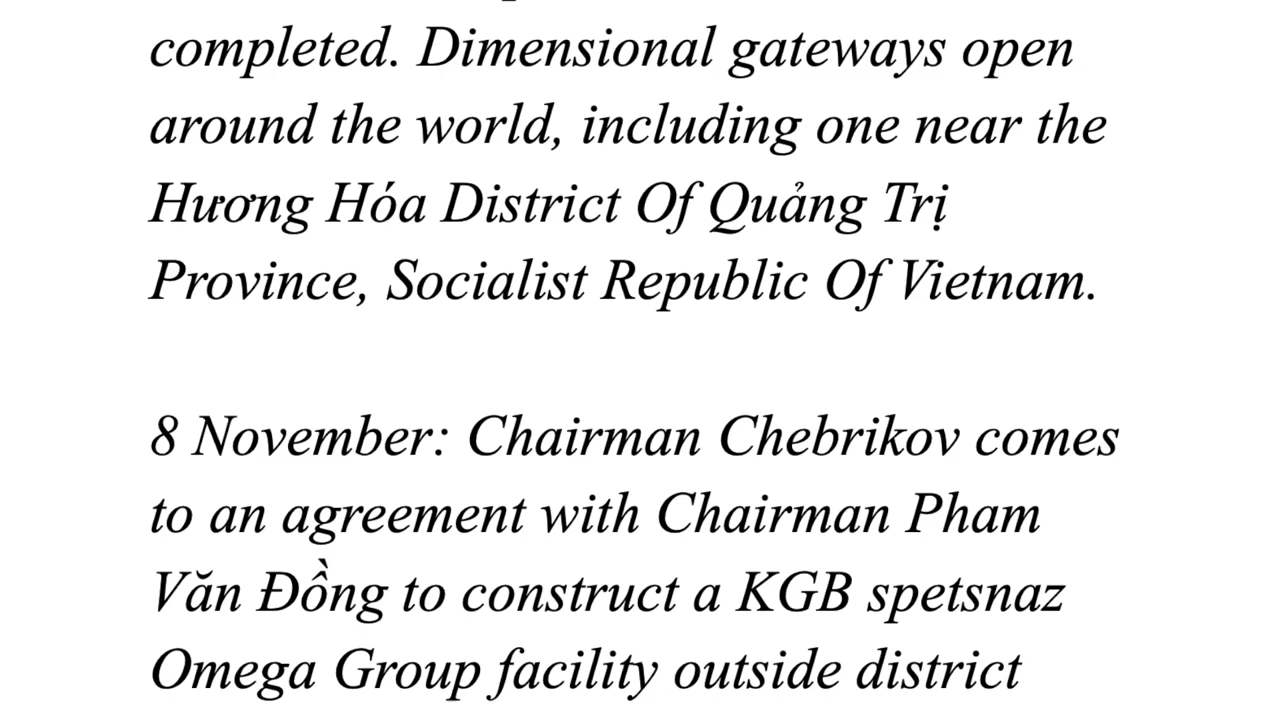 completed. Dimensional gateways open
around the world, including one near the
Hương Hóa District Of Quảng Trị
Province, Socialist Republic Of Vietnam.
8 November: Chairman Chebrikov comes
to an agreement with Chairman Pham
Văn Đồng to construct a KGB spetsnaz
Omega Group facility outside district